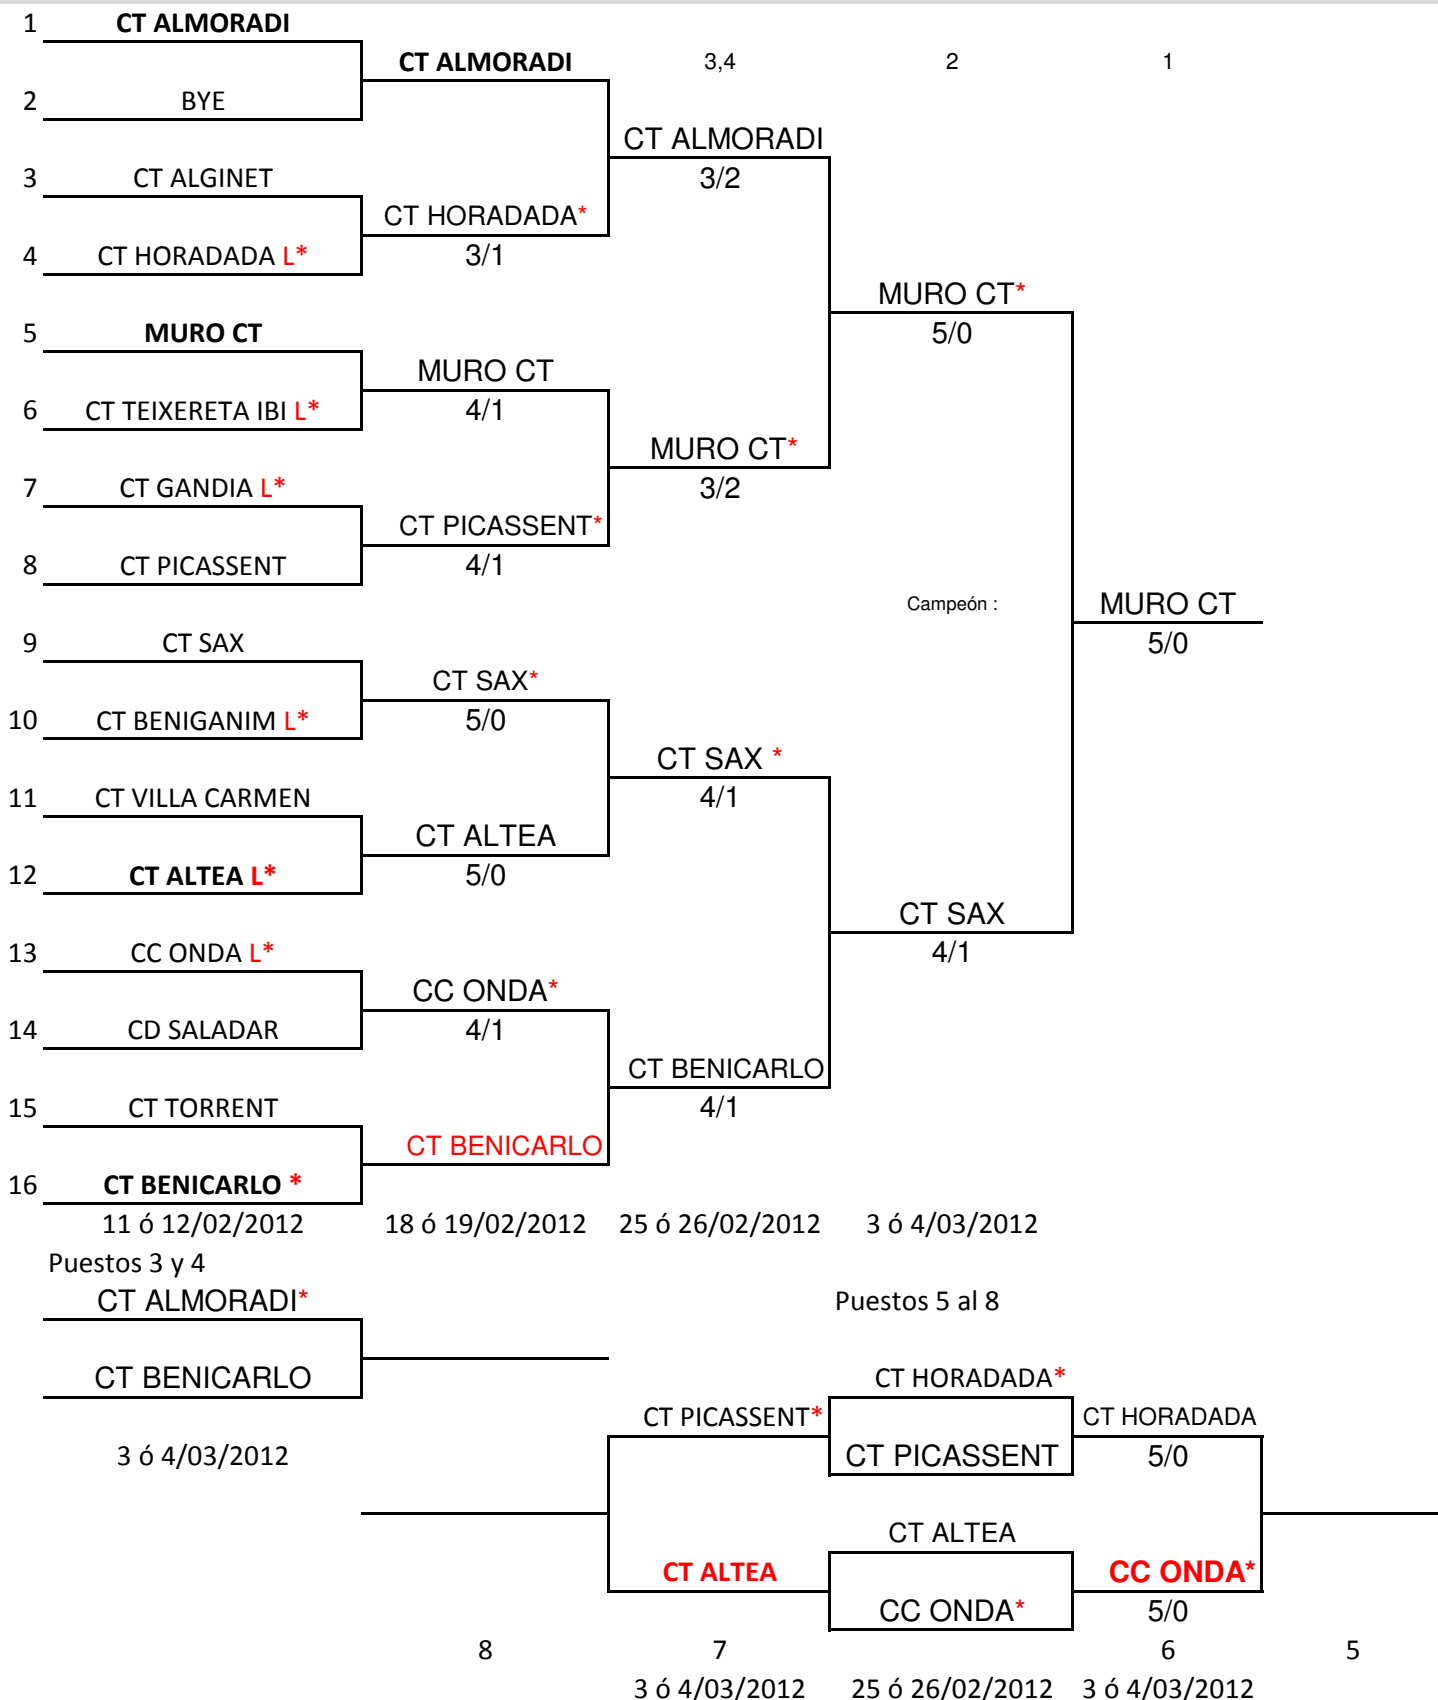 1 CT ALMORADI
CT ALMORADI 3,4 2 1
2 BYE
CT ALMORADI
3 CT ALGINET 3/2
CT HORADADA*
4 CT HORADADA L* 3/1
MURO CT*
5 MURO CT 5/0
MURO CT
6 CT TEIXERETA IBI L* 4/1
MURO CT*
7 CT GANDIA L* 3/2
CT PICASSENT*
8 CT PICASSENT 4/1
Campeón : MURO CT
9 CT SAX 5/0
CT SAX*
10 CT BENIGANIM L* 5/0
CT SAX *
11 CT VILLA CARMEN 4/1
CT ALTEA
12 CT ALTEA L* 5/0
CT SAX
13 CC ONDA L* 4/1
CC ONDA*
14 CD SALADAR 4/1
CT BENICARLO
15 CT TORRENT 4/1
CT BENICARLO
16 CT BENICARLO *
11 ó 12/02/2012 18 ó 19/02/2012 25 ó 26/02/2012 3 ó 4/03/2012
Puestos 3 y 4
CT ALMORADI* Puestos 5 al 8
CT BENICARLO CT HORADADA*
CT PICASSENT* CT HORADADA
3 ó 4/03/2012 CT PICASSENT 5/0
CT ALTEA
CT ALTEA CC ONDA*
CC ONDA* 5/0
8 7 6 5
3 ó 4/03/2012 25 ó 26/02/2012 3 ó 4/03/2012